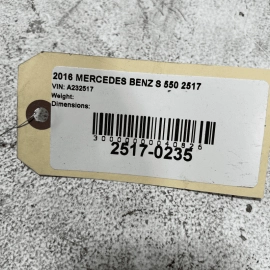 2016 MERCEDES BENZ S 550 2517
VIN: A232517
Weight:
Dimensions:
2517-0235